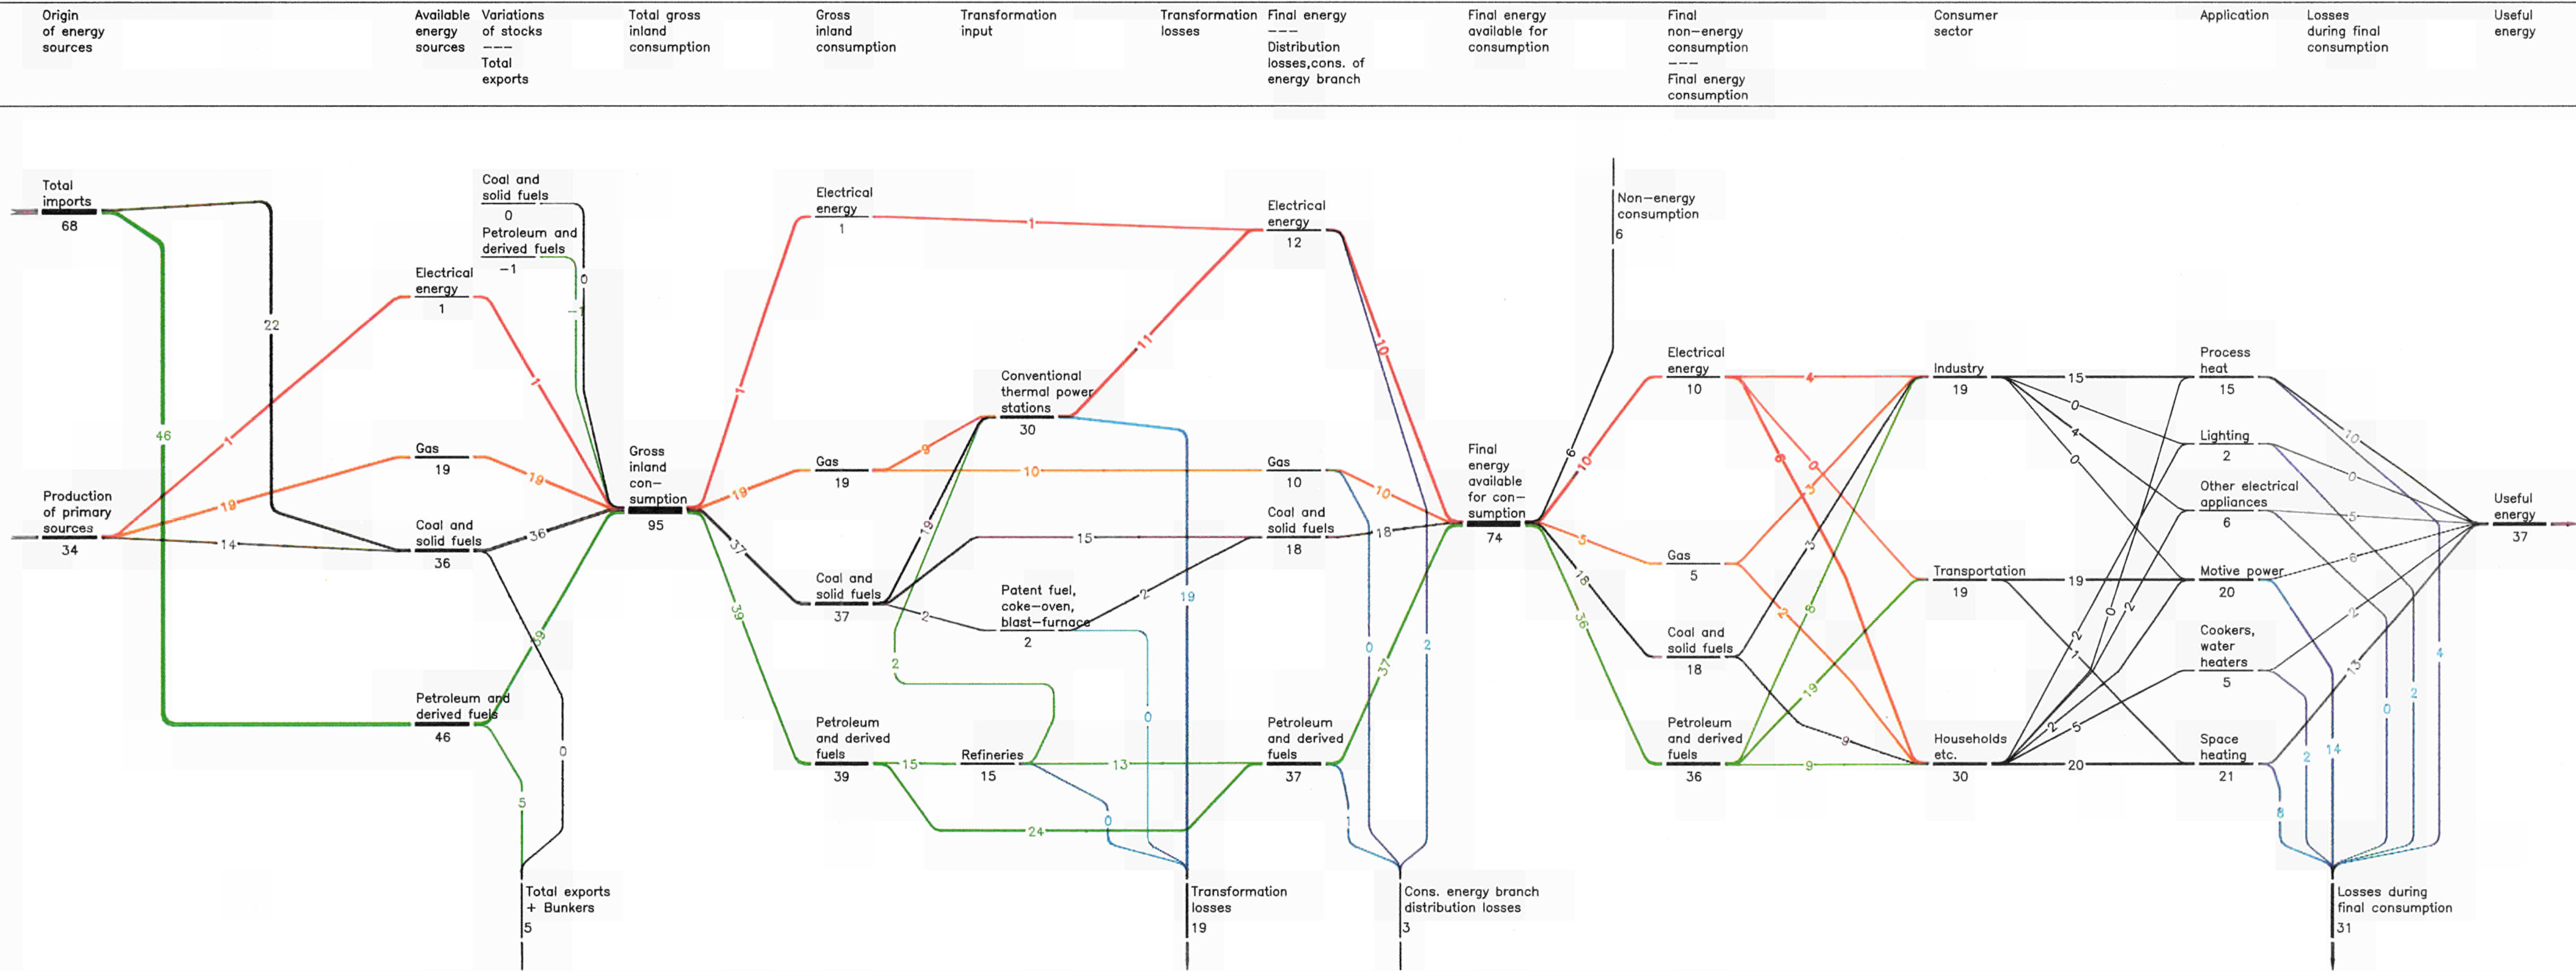 Origin
of energy
sources
Available
energy
sources
Variations
of stocks
---
Total
exports
Total gross
inland
consumption
Gross
inland
consumption
Transformation
input
Transformation
losses
Final energy
---
Distribution
losses,cons. of
energy branch
Final energy
available for
consumption
Final
non-energy
consumption
---
Final energy
consumption
Consumer
sector
Application
Losses
during final
consumption
Useful
energy
Total
imports
68
46
22
Production
of primary
sources
34
1
19
14
Electrical
energy
1
Gas
19
Coal and
solid fuels
36
Petroleum and
derived fuels
46
Coal and
solid fuels
0
Petroleum and
derived fuels
-1
0
-1
1
19
36
39
0
5
Total exports
+ Bunkers
5
Gross
inland
con-
sumption
95
1
19
37
39
Electrical
energy
1
Gas
19
Coal and
solid fuels
37
Petroleum
and derived
fuels
39
1
9
10
19
15
2
2
15
24
Conventional
thermal power
stations
30
Patent fuel,
coke-oven,
blast-furnace
2
Refineries
15
11
19
2
0
13
0
Transformation
losses
19
Electrical
energy
12
Gas
10
Coal and
solid fuels
18
Petroleum
and derived
fuels
37
10
10
18
37
1
0
2
Cons. energy branch
distribution losses
3
Final
energy
available
for con-
sumption
74
6
10
5
18
36
Non-energy
consumption
6
Electrical
energy
10
Gas
5
Coal and
solid fuels
18
Petroleum
and derived
fuels
36
4
0
6
3
2
3
9
8
19
9
Industry
19
Transportation
19
Households
etc.
30
15
0
4
0
19
1
2
0
2
2
5
20
Process
heat
15
Lighting
2
Other electrical
appliances
6
Motive power
20
Cookers,
water
heaters
5
Space
heating
21
10
0
5
6
2
13
8
2
14
0
2
4
Useful
energy
37
Losses during
final consumption
31